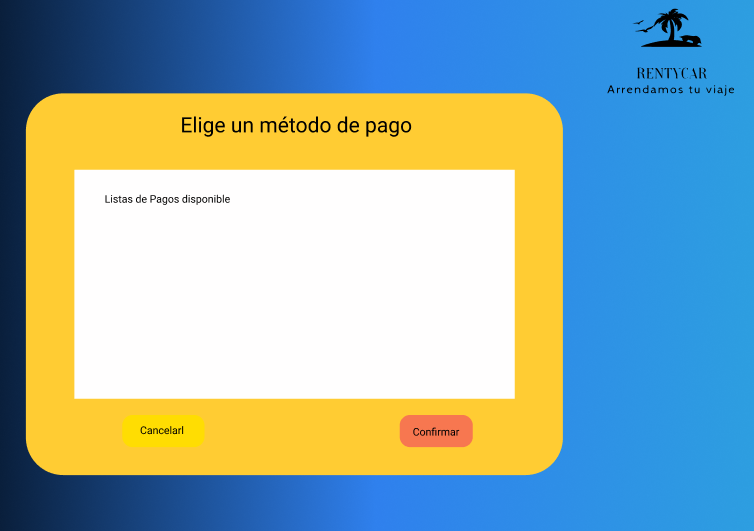 RENTYCAR
Arrendamos tu viaje
Elige un método de pago
Listas de Pagos disponible
Cancelarl
Confirmar